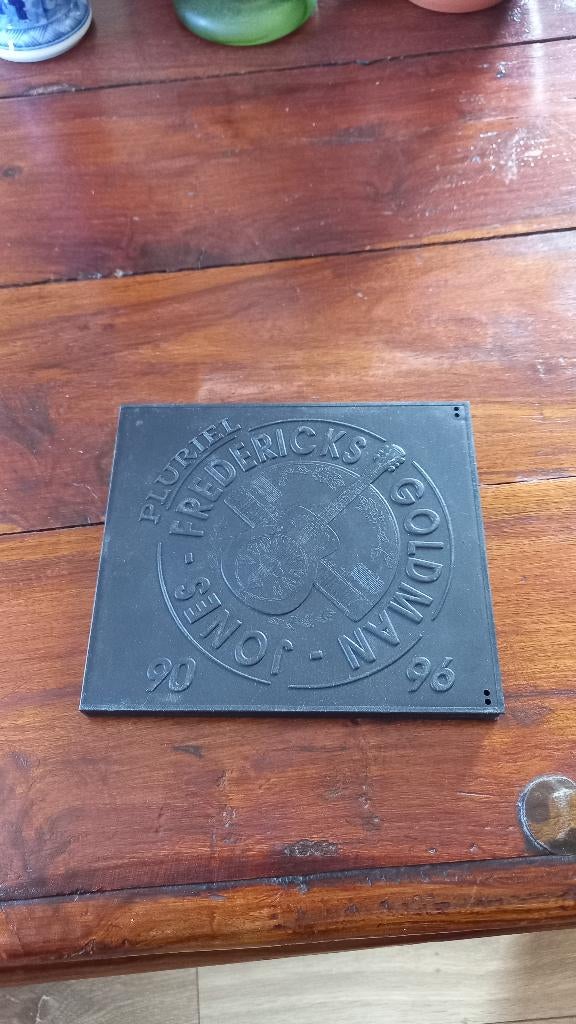 PLURIEL
FREDERICKS - GOLDMAN - JONES -
90
96